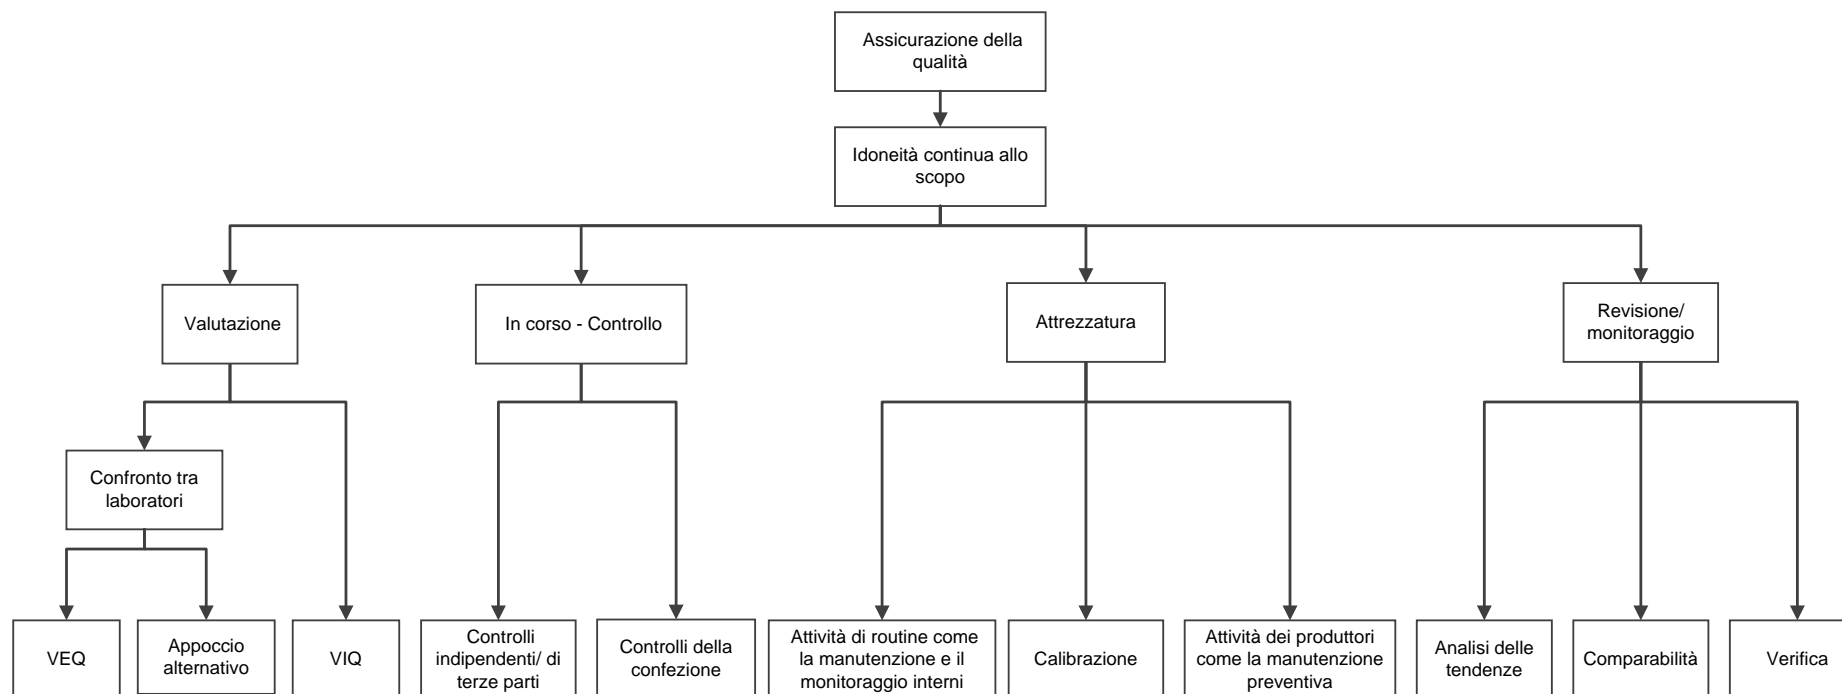 Assicurazione della
qualità
Idoneità continua allo
scopo
Valutazione
In corso - Controllo
Attrezzatura
Revisione/
monitoraggio
Confronto tra
laboratori
VEQ
Appoccio
alternativo
VIQ
Controlli
indipendenti/ di
terze parti
Controlli della
confezione
Attività di routine come
la manutenzione e il
monitoraggio interni
Calibrazione
Attività dei produttori
come la manutenzione
preventiva
Analisi delle
tendenze
Comparabilità
Verifica